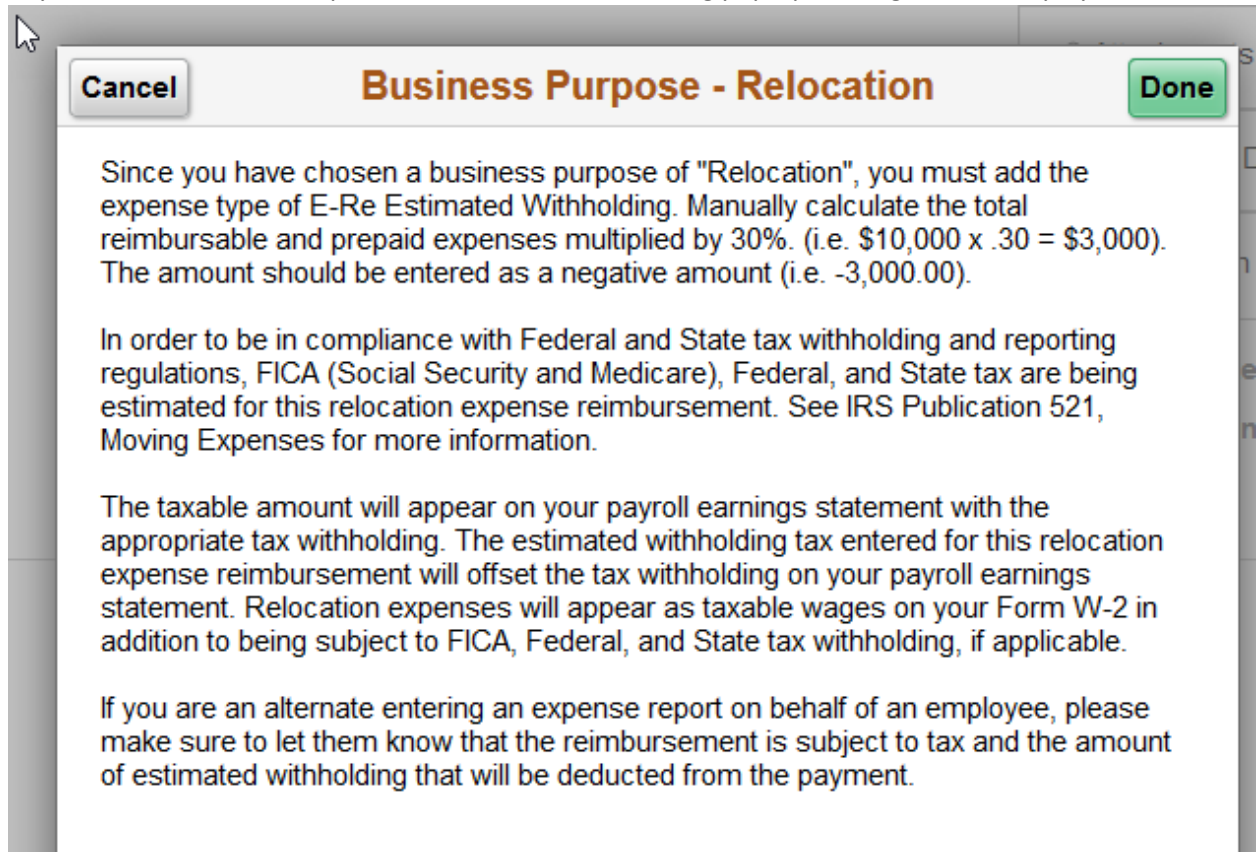 Cancel
Business Purpose - Relocation
Done
Since you have chosen a business purpose of "Relocation", you must add the
expense type of E-Re Estimated Withholding. Manually calculate the total
reimbursable and prepaid expenses multiplied by 30%. (i.e. $10,000 x .30 = $3,000).
The amount should be entered as a negative amount (i.e. -3,000.00).
In order to be in compliance with Federal and State tax withholding and reporting
regulations, FICA (Social Security and Medicare), Federal, and State tax are being
estimated for this relocation expense reimbursement. See IRS Publication 521,
Moving Expenses for more information.
The taxable amount will appear on your payroll earnings statement with the
appropriate tax withholding. The estimated withholding tax entered for this relocation
expense reimbursement will offset the tax withholding on your payroll earnings
statement. Relocation expenses will appear as taxable wages on your Form W-2 in
addition to being subject to FICA, Federal, and State tax withholding, if applicable.
If you are an alternate entering an expense report on behalf of an employee, please
make sure to let them know that the reimbursement is subject to tax and the amount
of estimated withholding that will be deducted from the payment.